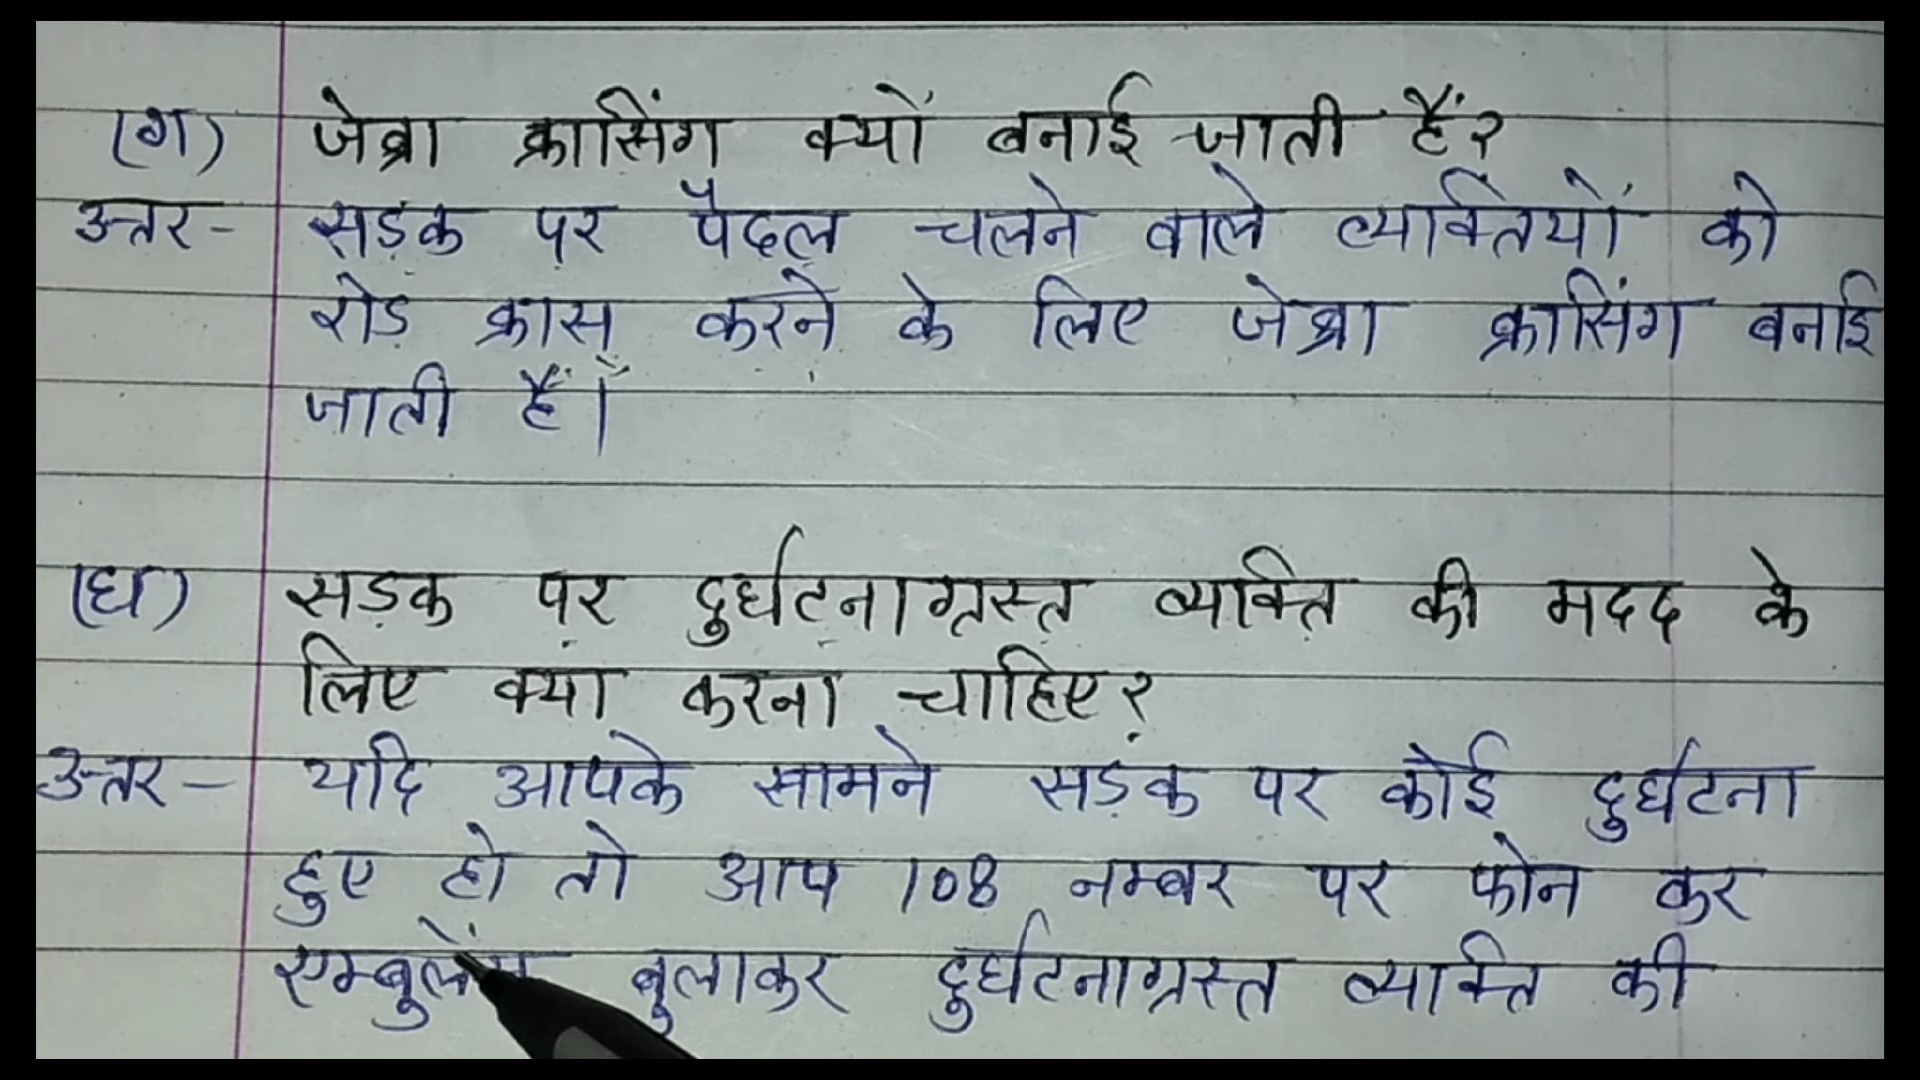 (ग) जेब्रा क्रासिंग क्यों बनाई जाती हैं?
उत्तर- सड़क पर पैदल चलने वाले व्यक्तियों को
रोड़ क्रास करने के लिए जेब्रा क्रासिंग बनाई
जाती हैं।
(घ) सड़क पर दुर्घटनाग्रस्त व्यक्ति की मदद के
लिए क्या करना चाहिए?
उत्तर- यदि आपके सामने सड़क पर कोई दुर्घटना
हुए हो तो आप 108 नम्बर पर फोन कर
बुलाकर दुर्घटनाग्रस्त व्यक्ति की